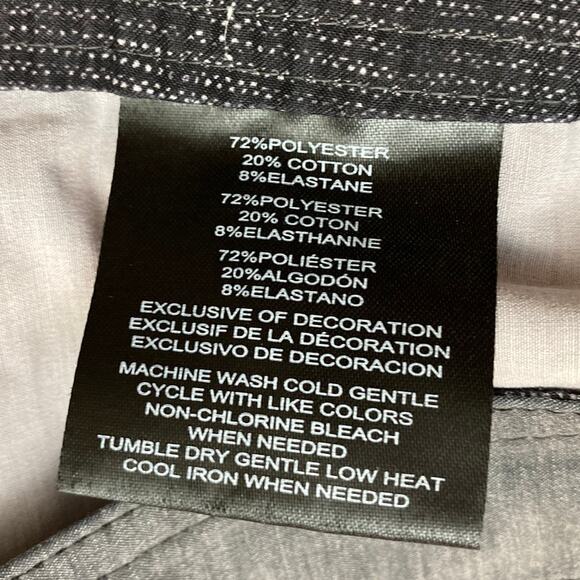 72%POLYESTER
20% COTTON
8%ELASTANE
72%POLYESTER
20% COTON
8%ELASTHANNE
72%POLIÉSTER
20%ALGODÓN
8%ELASTANO
EXCLUSIVE OF DECORATION
EXCLUSIF DE LA DÉCORATION
EXCLUSIVO DE DECORACION
MACHINE WASH COLD GENTLE
CYCLE WITH LIKE COLORS
NON-CHLORINE BLEACH
WHEN NEEDED
TUMBLE DRY GENTLE LOW HEAT
COOL IRON WHEN NEEDED